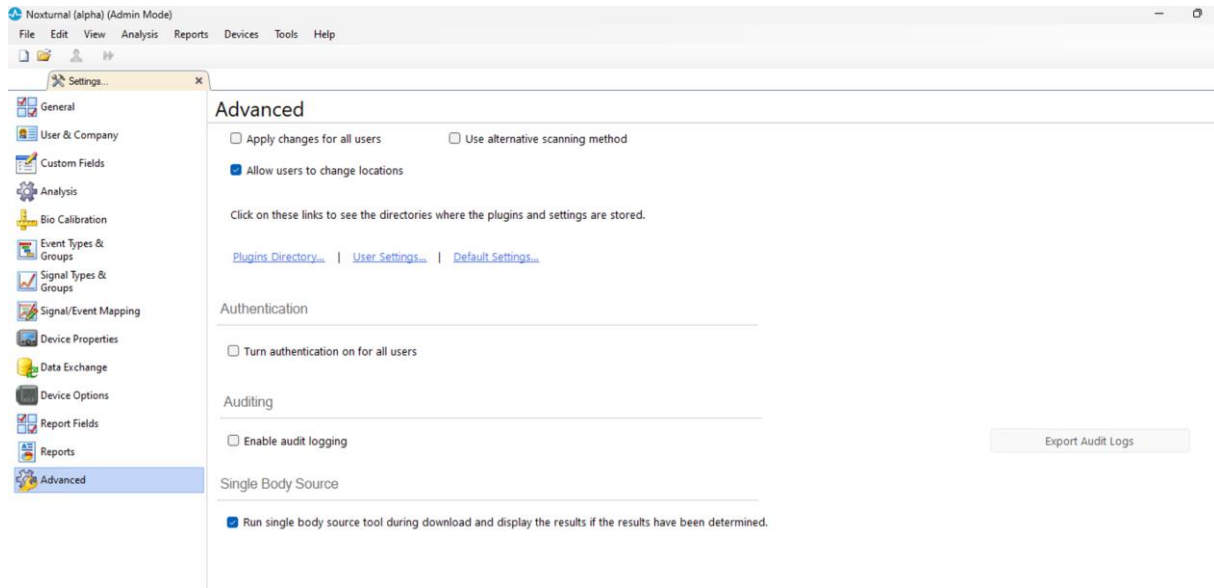 Noxturnal (alpha) (Admin Mode)
File Edit View Analysis Reports Devices Tools Help
Settings...
General
User & Company
Custom Fields
Analysis
Bio Calibration
Event Types &
Groups
Signal Types &
Groups
Signal/Event Mapping
Device Properties
Data Exchange
Device Options
Report Fields
Reports
Advanced
Advanced
Apply changes for all users Use alternative scanning method
Allow users to change locations
Click on these links to see the directories where the plugins and settings are stored.
Plugins Directory... | User Settings... | Default Settings...
Authentication
Turn authentication on for all users
Auditing
Enable audit logging Export Audit Logs
Single Body Source
Run single body source tool during download and display the results if the results have been determined.